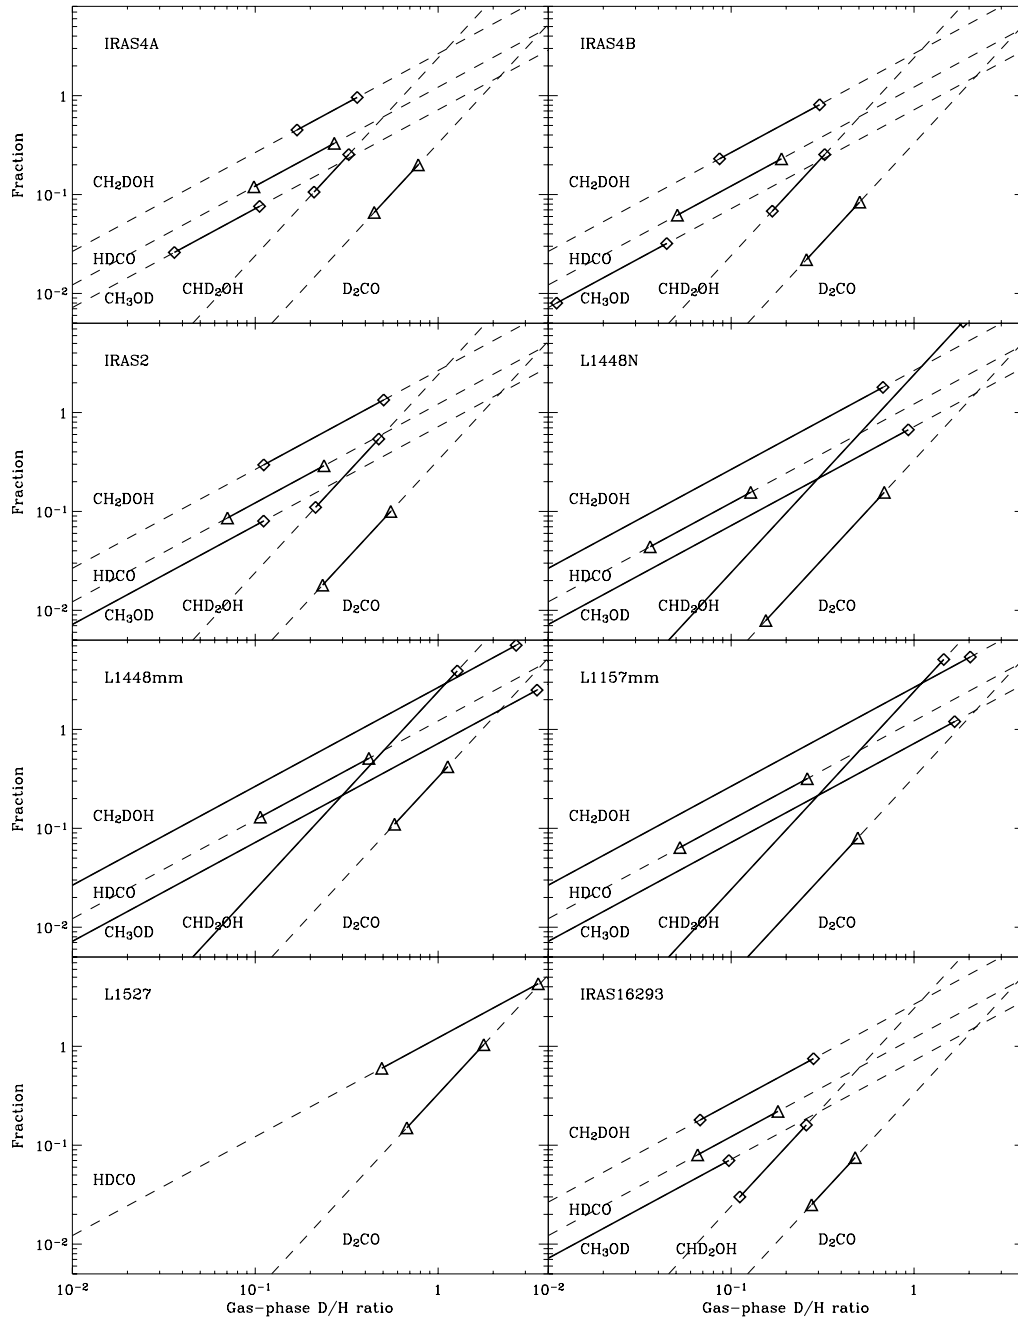 IRAS4A
IRAS4B
1
10⁻¹
10⁻²
Fraction
CH₂DOH
HDCO
CH₃OD
CHD₂OH
D₂CO
CH₂DOH
HDCO
CH₃OD
CHD₂OH
D₂CO
IRAS2
L1448N
1
10⁻¹
10⁻²
Fraction
CH₂DOH
HDCO
CH₃OD
CHD₂OH
D₂CO
CH₂DOH
HDCO
CH₃OD
CHD₂OH
D₂CO
L1448mm
L1157mm
1
10⁻¹
10⁻²
Fraction
CH₂DOH
HDCO
CH₃OD
CHD₂OH
D₂CO
CH₂DOH
HDCO
CH₃OD
CHD₂OH
D₂CO
L1527
IRAS16293
1
10⁻¹
10⁻²
Fraction
HDCO
D₂CO
CH₂DOH
HDCO
CH₃OD
CHD₂OH
D₂CO
10⁻² 10⁻¹ 1 10⁻² 10⁻¹ 1
Gas-phase D/H ratio Gas-phase D/H ratio